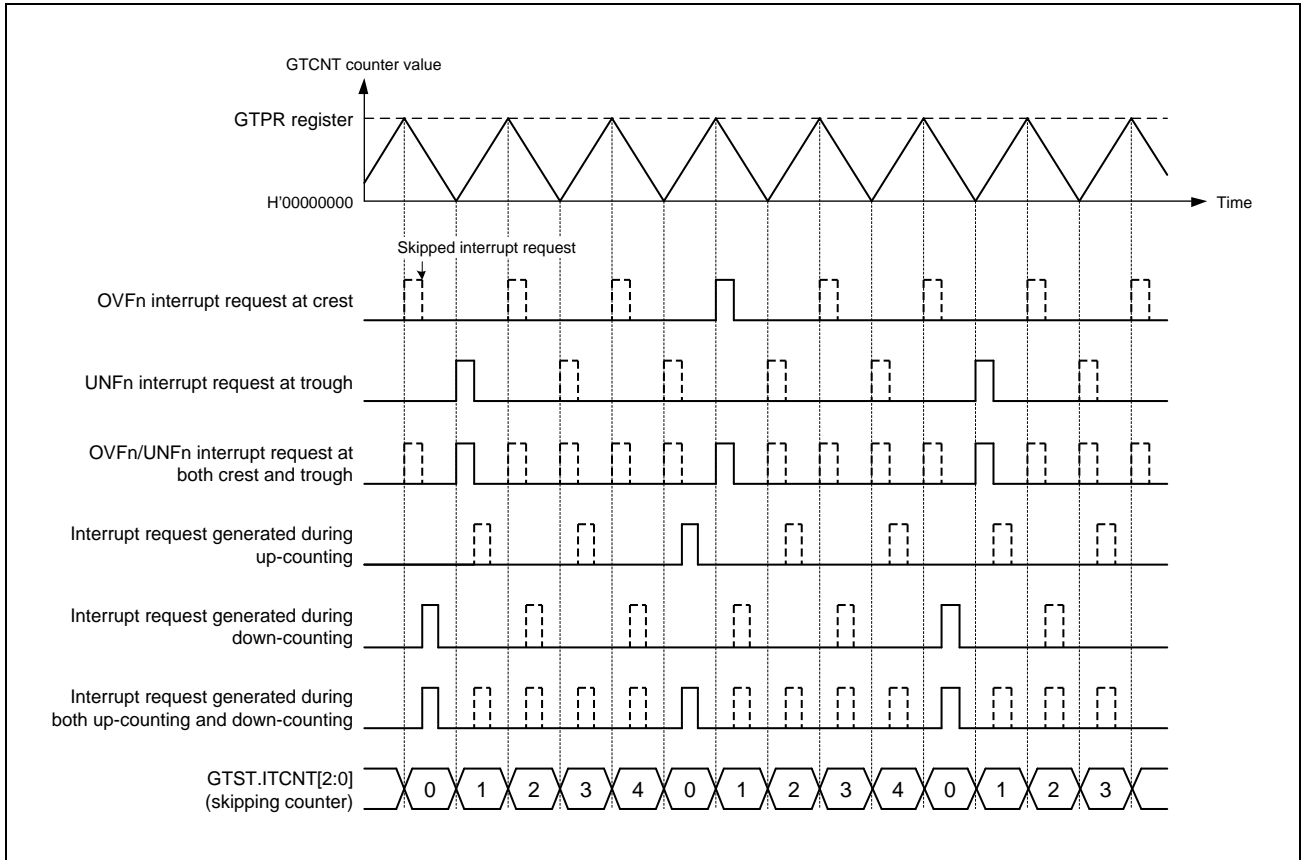 GTCNT counter value
GTPR register
H'00000000
Time
Skipped interrupt request
OVFn interrupt request at crest
UNFn interrupt request at trough
OVFn/UNFn interrupt request at
both crest and trough
Interrupt request generated during
up-counting
Interrupt request generated during
down-counting
Interrupt request generated during
both up-counting and down-counting
GTST.ITCNT[2:0]
(skipping counter)
0 1 2 3 4 0 1 2 3 4 0 1 2 3